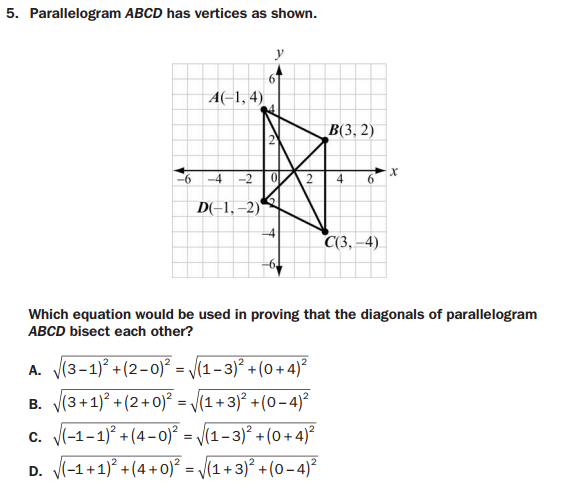 5. Parallelogram ABCD has vertices as shown.
y
6
A(−1, 4)
4
B(3, 2)
2
−6 −4 −2 0 2 4 6 x
D(−1, −2)
−2
−4
C(3, −4)
−6
Which equation would be used in proving that the diagonals of parallelogram
ABCD bisect each other?
A. √(3−1)² + (2−0)² = √(1−3)² + (0+4)²
B. √(3+1)² + (2+0)² = √(1+3)² + (0−4)²
C. √(−1−1)² + (4−0)² = √(1−3)² + (0+4)²
D. √(−1+1)² + (4+0)² = √(1+3)² + (0−4)²